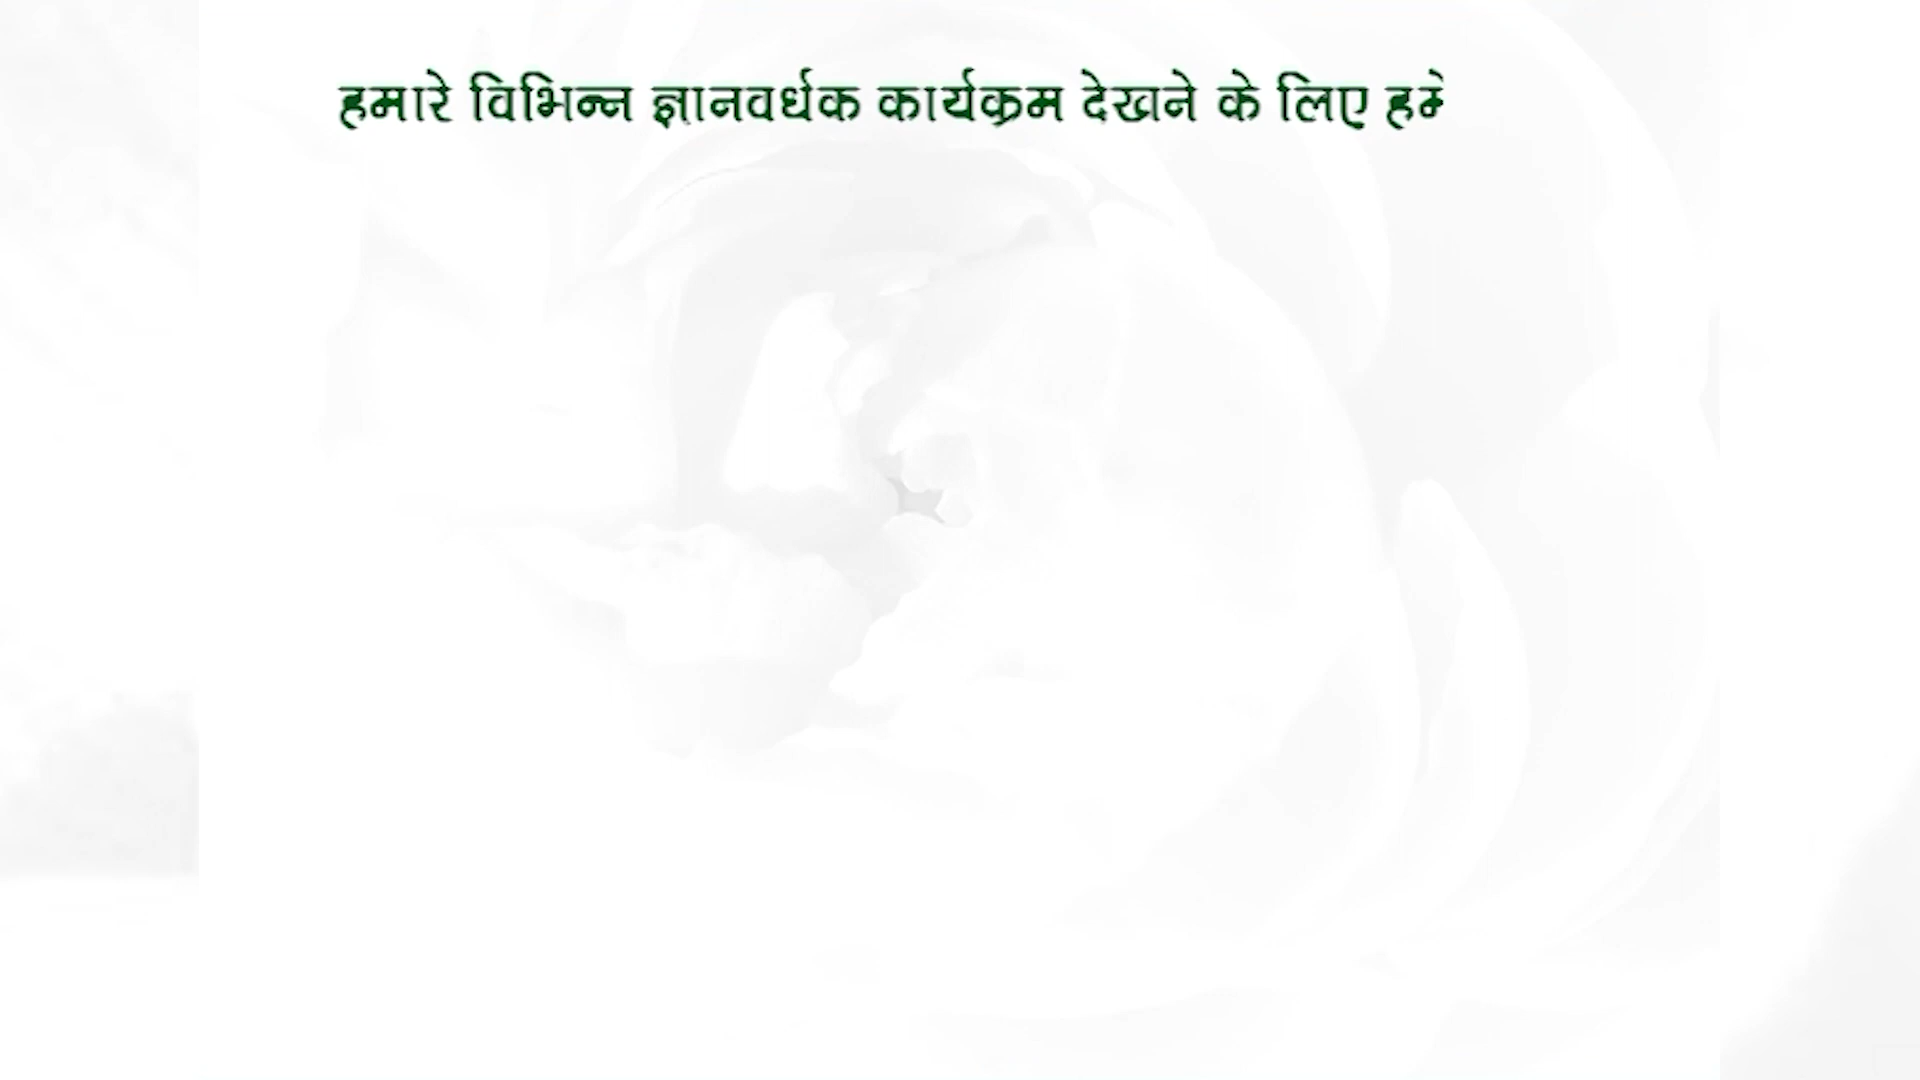 हमारे विभिन्न ज्ञानवर्धक कार्यक्रम देखने के लिए हमे